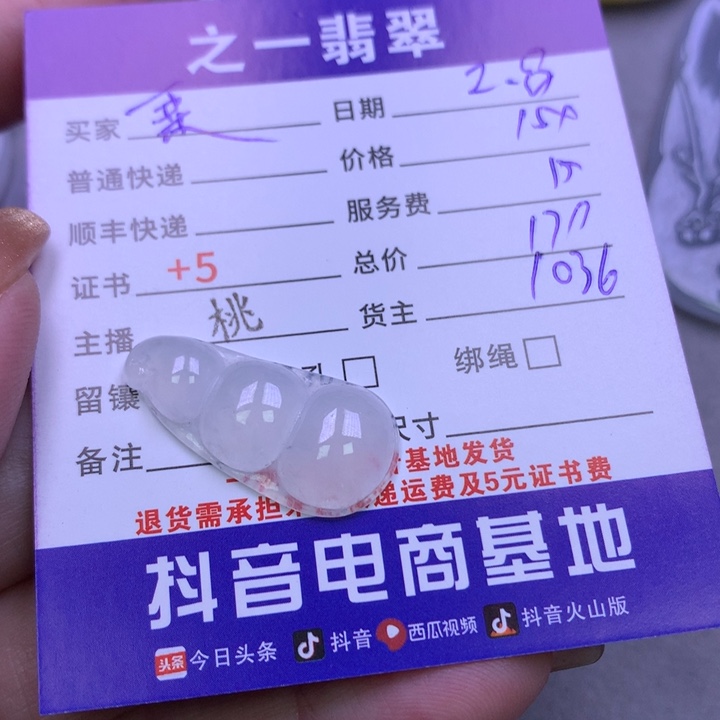 之一翡翠
买家 日期 2.8
普通快递 价格 150
顺丰快递 服务费 15
证书 +5 总价 170
主播 桃 货主 1036
留镶 孔 绑绳
备注 尺寸
基地发货
退货需承担 递运费及5元证书费
抖音电商基地
头条 今日头条 抖音 西瓜视频 抖音火山版